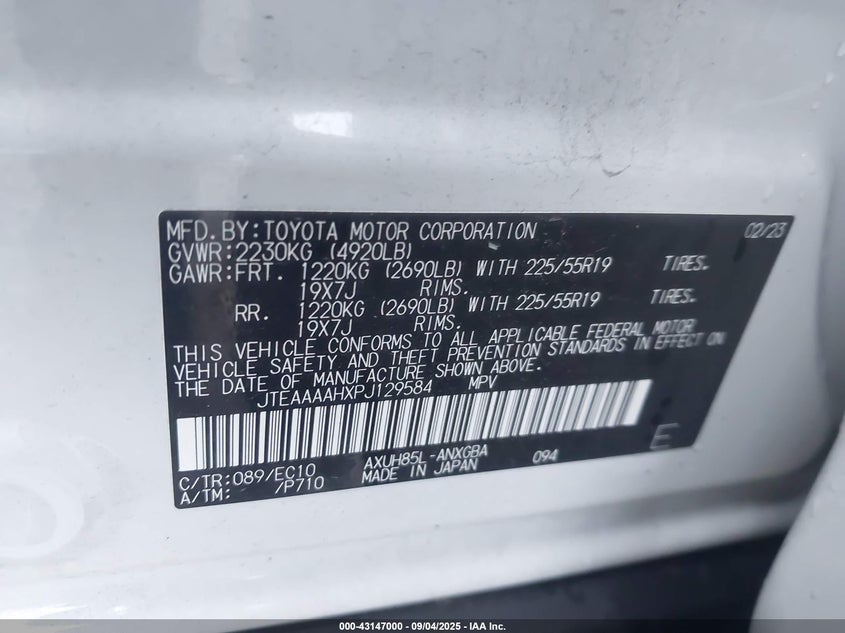 MFD.BY:TOYOTA MOTOR CORPORATION 02/23
GVWR:2230KG (4920LB)
GAWR:FRT. 1220KG (2690LB) WITH 225/55R19 TIRES.
19X7J RIMS.
RR. 1220KG (2690LB) WITH 225/55R19 TIRES.
19X7J RIMS.
THIS VEHICLE CONFORMS TO ALL APPLICABLE FEDERAL MOTOR
VEHICLE SAFETY AND THEFT PREVENTION STANDARDS IN EFFECT ON
THE DATE OF MANUFACTURE SHOWN ABOVE.
JTEAAAAHXPJ129584 MPV
E
C/TR:089/EC10 AXUH85L-ANXGBA 094
A/TM: /P710 MADE IN JAPAN
000-43147000 - 09/04/2025 - IAA Inc.